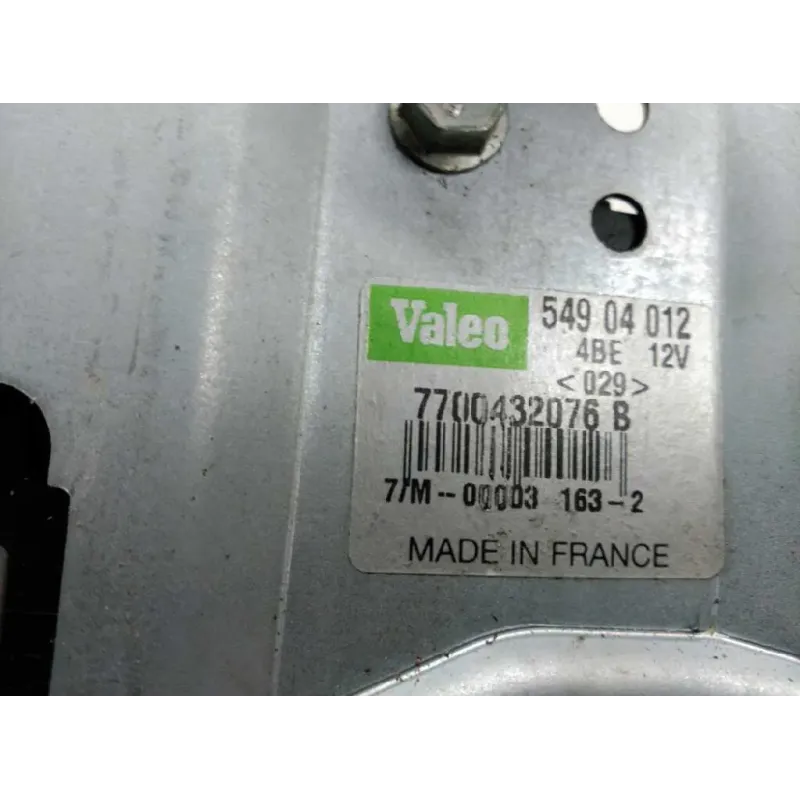 Valeo 549 04 012
4BE 12V
<029>
7700432076 B
7/M--00003 163-2
MADE IN FRANCE